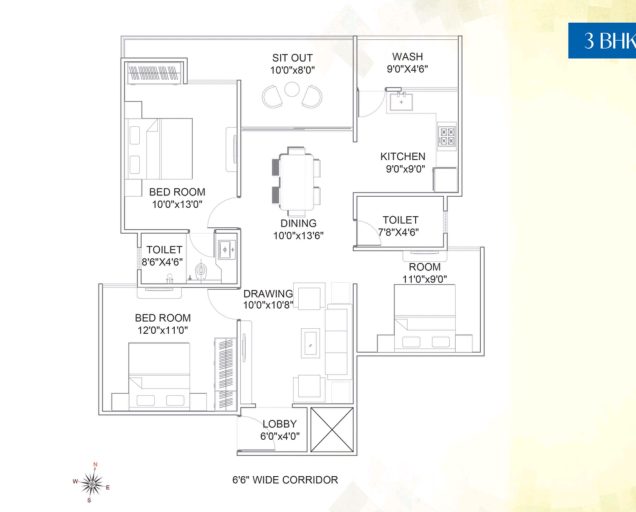 3 BHK
SIT OUT
10'0"x8'0"
WASH
9'0"X4'6"
KITCHEN
9'0"x9'0"
BED ROOM
10'0"x13'0"
DINING
10'0"x13'6"
TOILET
7'8"X4'6"
TOILET
8'6"X4'6"
ROOM
11'0"x9'0"
DRAWING
10'0"x10'8"
BED ROOM
12'0"x11'0"
LOBBY
6'0"x4'0"
6'6" WIDE CORRIDOR
N
W
E
S